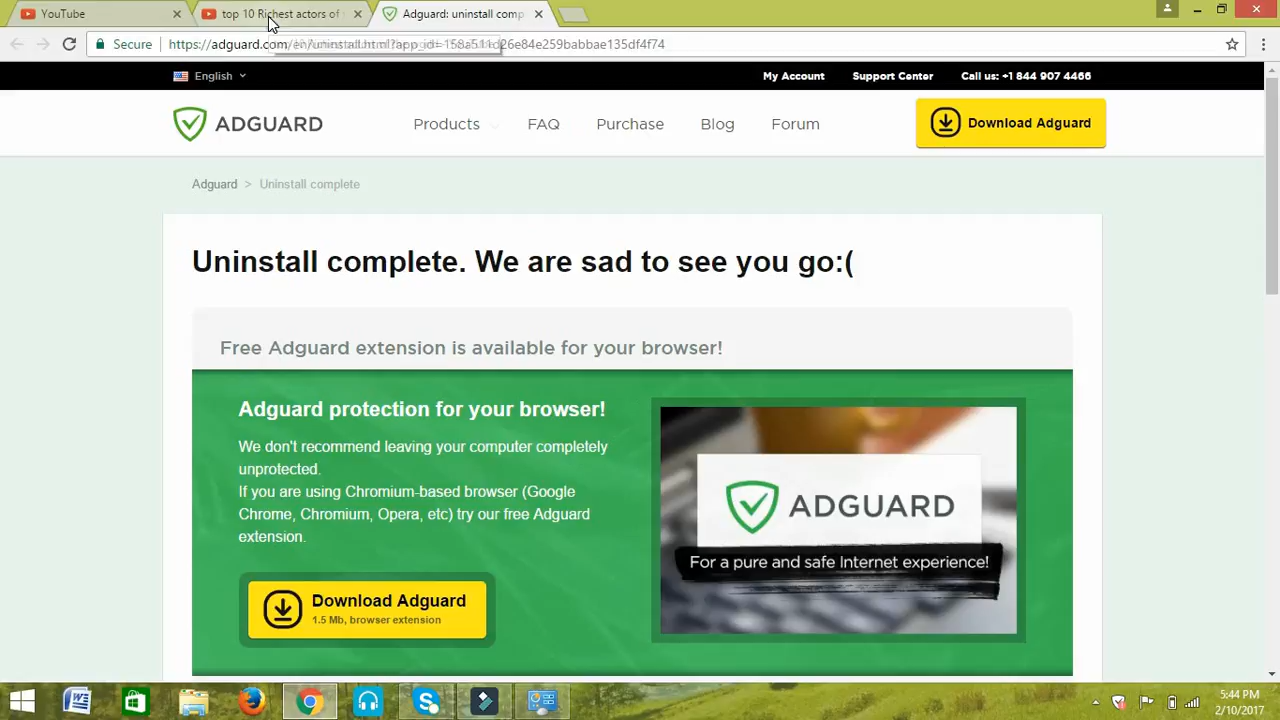 YouTube
top 10 Richest actors of
Adguard: uninstall comp
Secure
https://adguard.com
English
My Account
Support Center
Call us: +1 844 907 4466
ADGUARD
Products
FAQ
Purchase
Blog
Forum
Download Adguard
Adguard > Uninstall complete
Uninstall complete. We are sad to see you go:(
Free Adguard extension is available for your browser!
Adguard protection for your browser!
We don't recommend leaving your computer completely
unprotected.
If you are using Chromium-based browser (Google
Chrome, Chromium, Opera, etc) try our free Adguard
extension.
ADGUARD
For a pure and safe Internet experience!
Download Adguard
1.5 Mb, browser extension
5:44 PM
2/10/2017